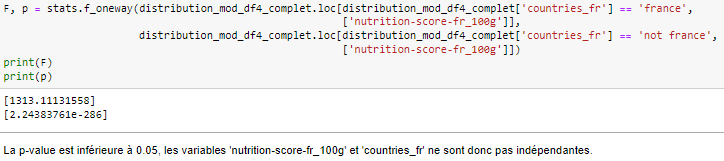 F, p = stats.f_oneway(distribution_mod_df4_complet.loc[distribution_mod_df4_complet['countries_fr'] == 'france',
['nutrition-score-fr_100g']],
distribution_mod_df4_complet.loc[distribution_mod_df4_complet['countries_fr'] == 'not france',
['nutrition-score-fr_100g']])
print(F)
print(p)
[1313.11131558]
[2.24383761e-286]
La p-value est inférieure à 0.05, les variables 'nutrition-score-fr_100g' et 'countries_fr' ne sont donc pas indépendantes.